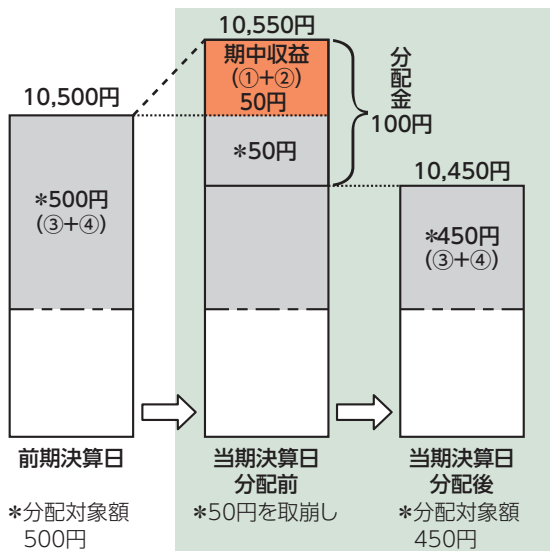 10,500円
*500円
(③+④)
10,550円
期中収益
(①+②)
50円
*50円
分配金
100円
10,450円
*450円
(③+④)
前期決算日
当期決算日
分配前
当期決算日
分配後
*分配対象額
500円
*50円を取崩し
*分配対象額
450円